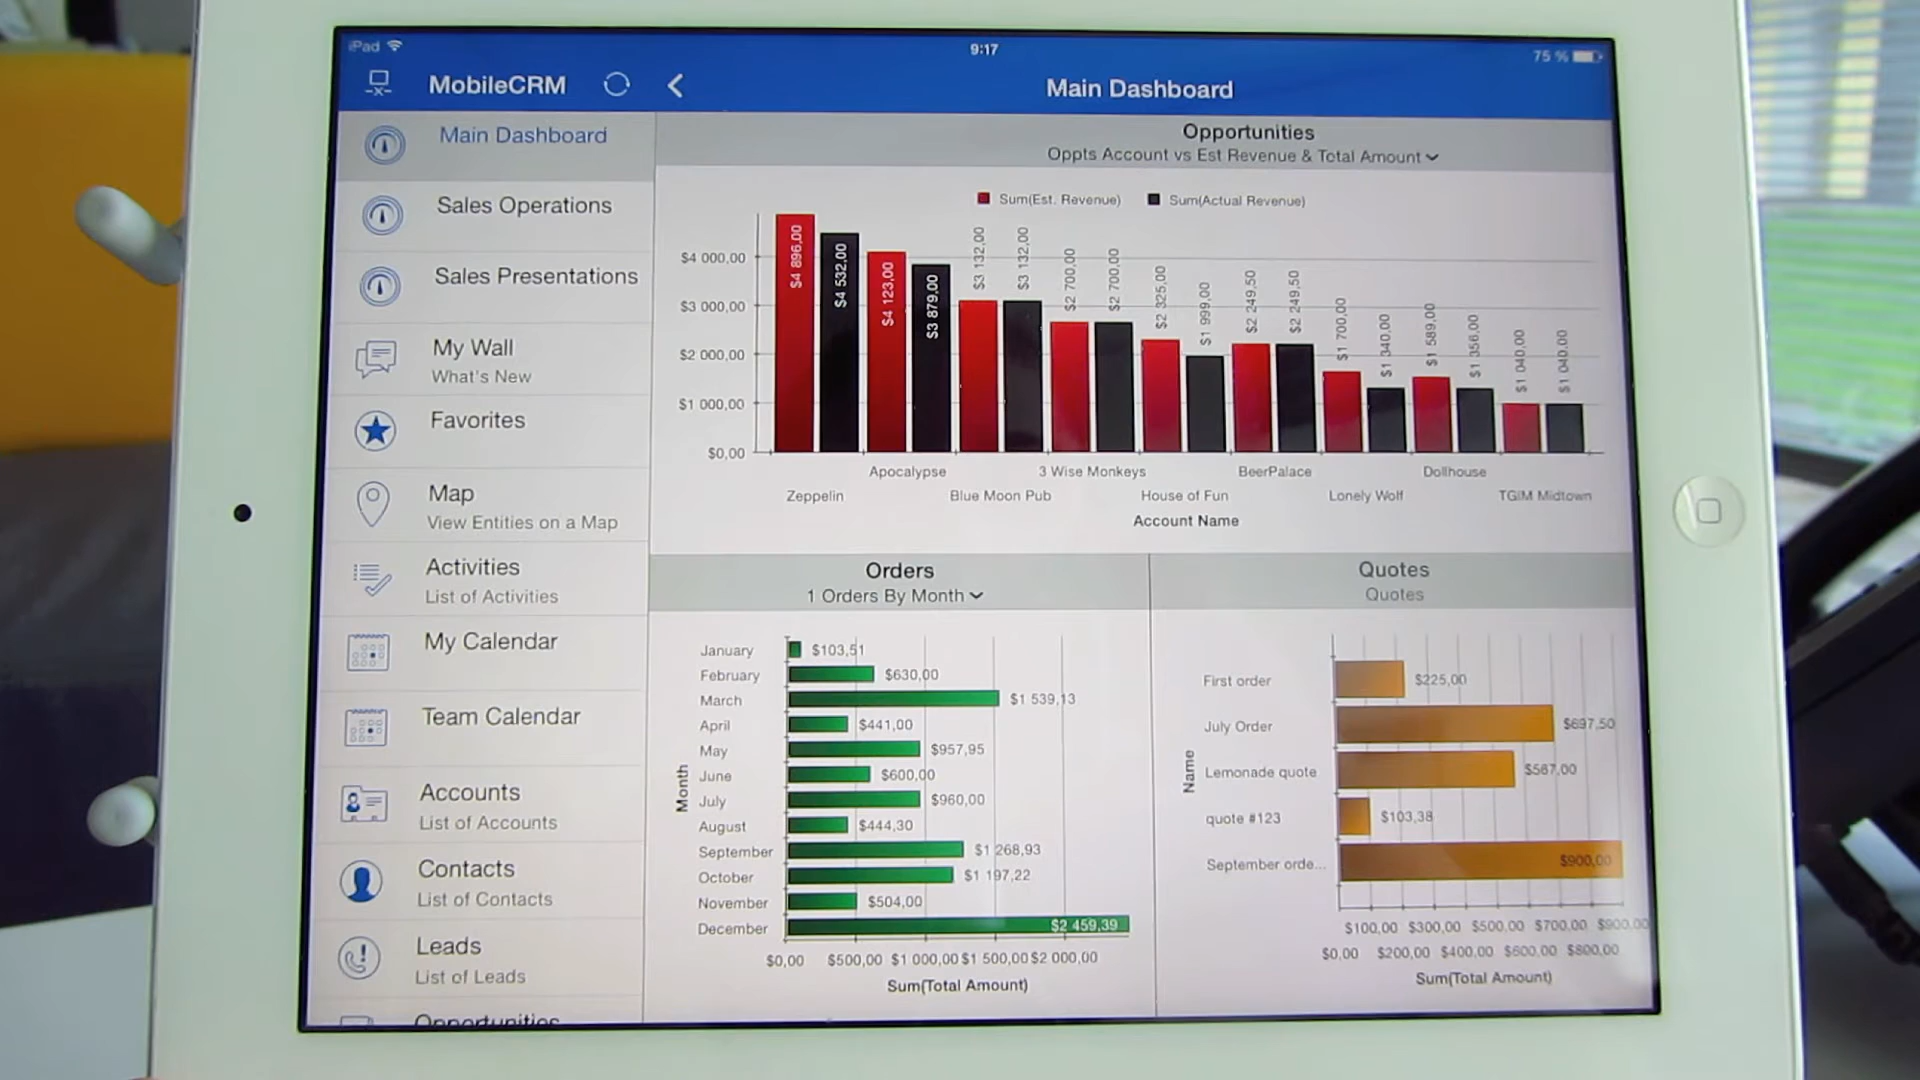 iPad
9:17
75 %
MobileCRM
Main Dashboard
Main Dashboard
Sales Operations
Sales Presentations
My Wall
What's New
Favorites
Map
View Entities on a Map
Activities
List of Activities
My Calendar
Team Calendar
Accounts
List of Accounts
Contacts
List of Contacts
Leads
List of Leads
Opportunities
Opportunities
Oppts Account vs Est Revenue & Total Amount
Sum(Est. Revenue)
Sum(Actual Revenue)
$4 000,00
$3 000,00
$2 000,00
$1 000,00
$0,00
$4 896,00
$4 532,00
$4 123,00
$3 879,00
$3 132,00
$3 132,00
$2 700,00
$2 700,00
$2 325,00
$1 999,00
$2 249,50
$2 249,50
$1 700,00
$1 340,00
$1 589,00
$1 356,00
$1 040,00
$1 040,00
Apocalypse 3 Wise Monkeys BeerPalace Dollhouse
Zeppelin Blue Moon Pub House of Fun Lonely Wolf TGIM Midtown
Account Name
Orders
1 Orders By Month
Month
January $103,51
February $630,00
March $1 539,13
April $441,00
May $957,95
June $600,00
July $960,00
August $444,30
September $1 268,93
October $1 197,22
November $504,00
December $2 459,39
$0,00 $500,00 $1 000,00 $1 500,00 $2 000,00
Sum(Total Amount)
Quotes
Quotes
Name
First order $225,00
July Order $697,50
Lemonade quote $567,00
quote #123 $103,38
September orde... $900,00
$100,00 $300,00 $500,00 $700,00 $900,00
$0,00 $200,00 $400,00 $600,00 $800,00
Sum(Total Amount)